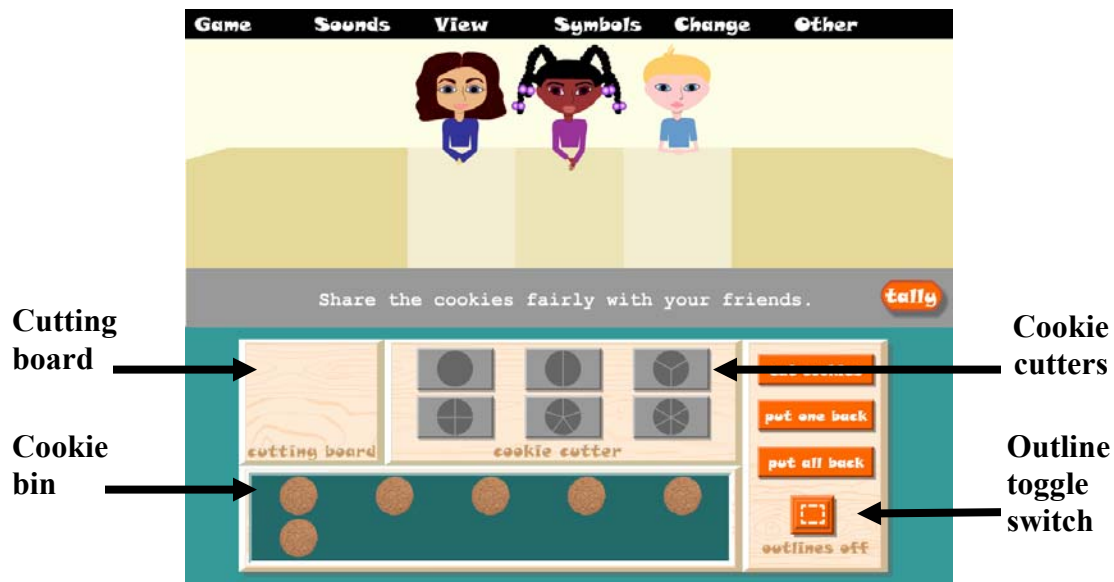 Game Sounds View Symbols Change Other
Share the cookies fairly with your friends.
tally
Cutting
board
Cookie
cutters
put one back
cutting board
cookie cutter
Cookie
bin
put all back
Outline
toggle
switch
outlines off